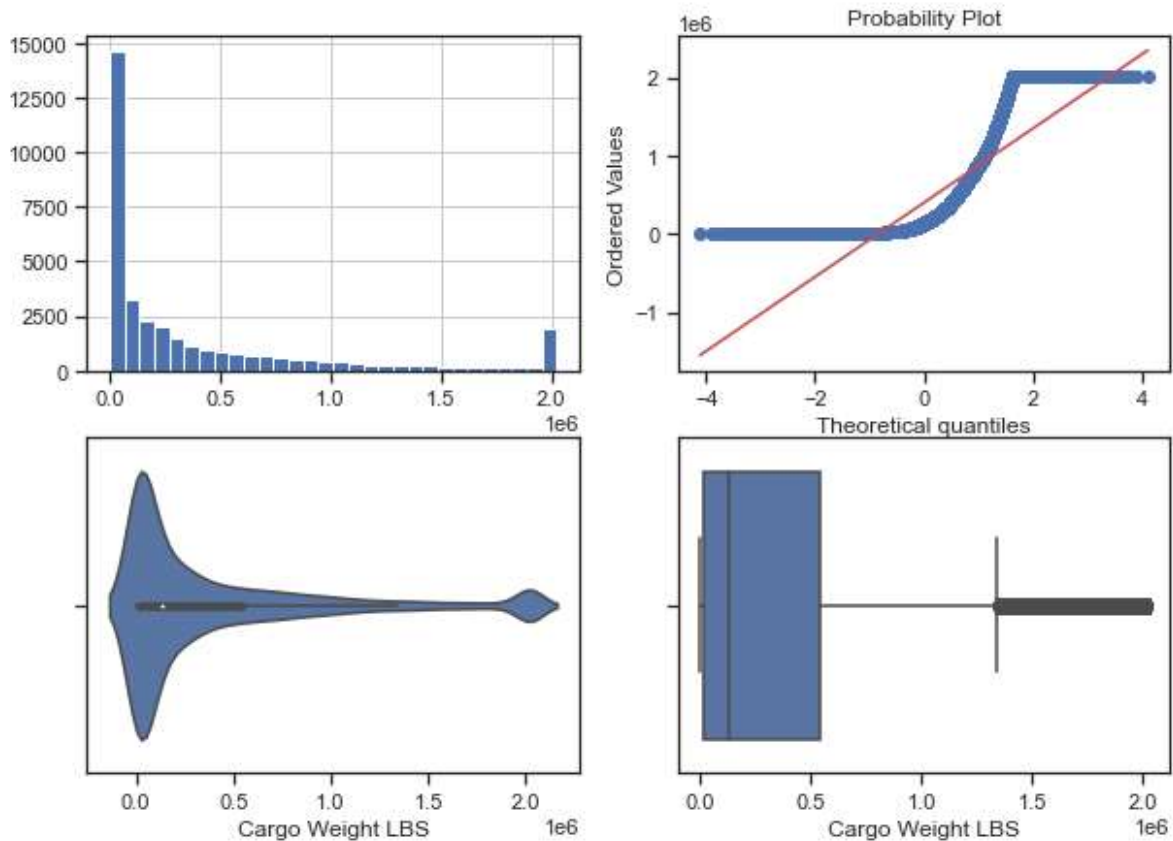 15000
12500
10000
7500
5000
2500
0
0.0 0.5 1.0 1.5 2.0
1e6
Probability Plot
1e6
2
1
0
−1
Ordered Values
−4 −2 0 2 4
Theoretical quantiles
0.0 0.5 1.0 1.5 2.0
Cargo Weight LBS 1e6
0.0 0.5 1.0 1.5 2.0
Cargo Weight LBS 1e6